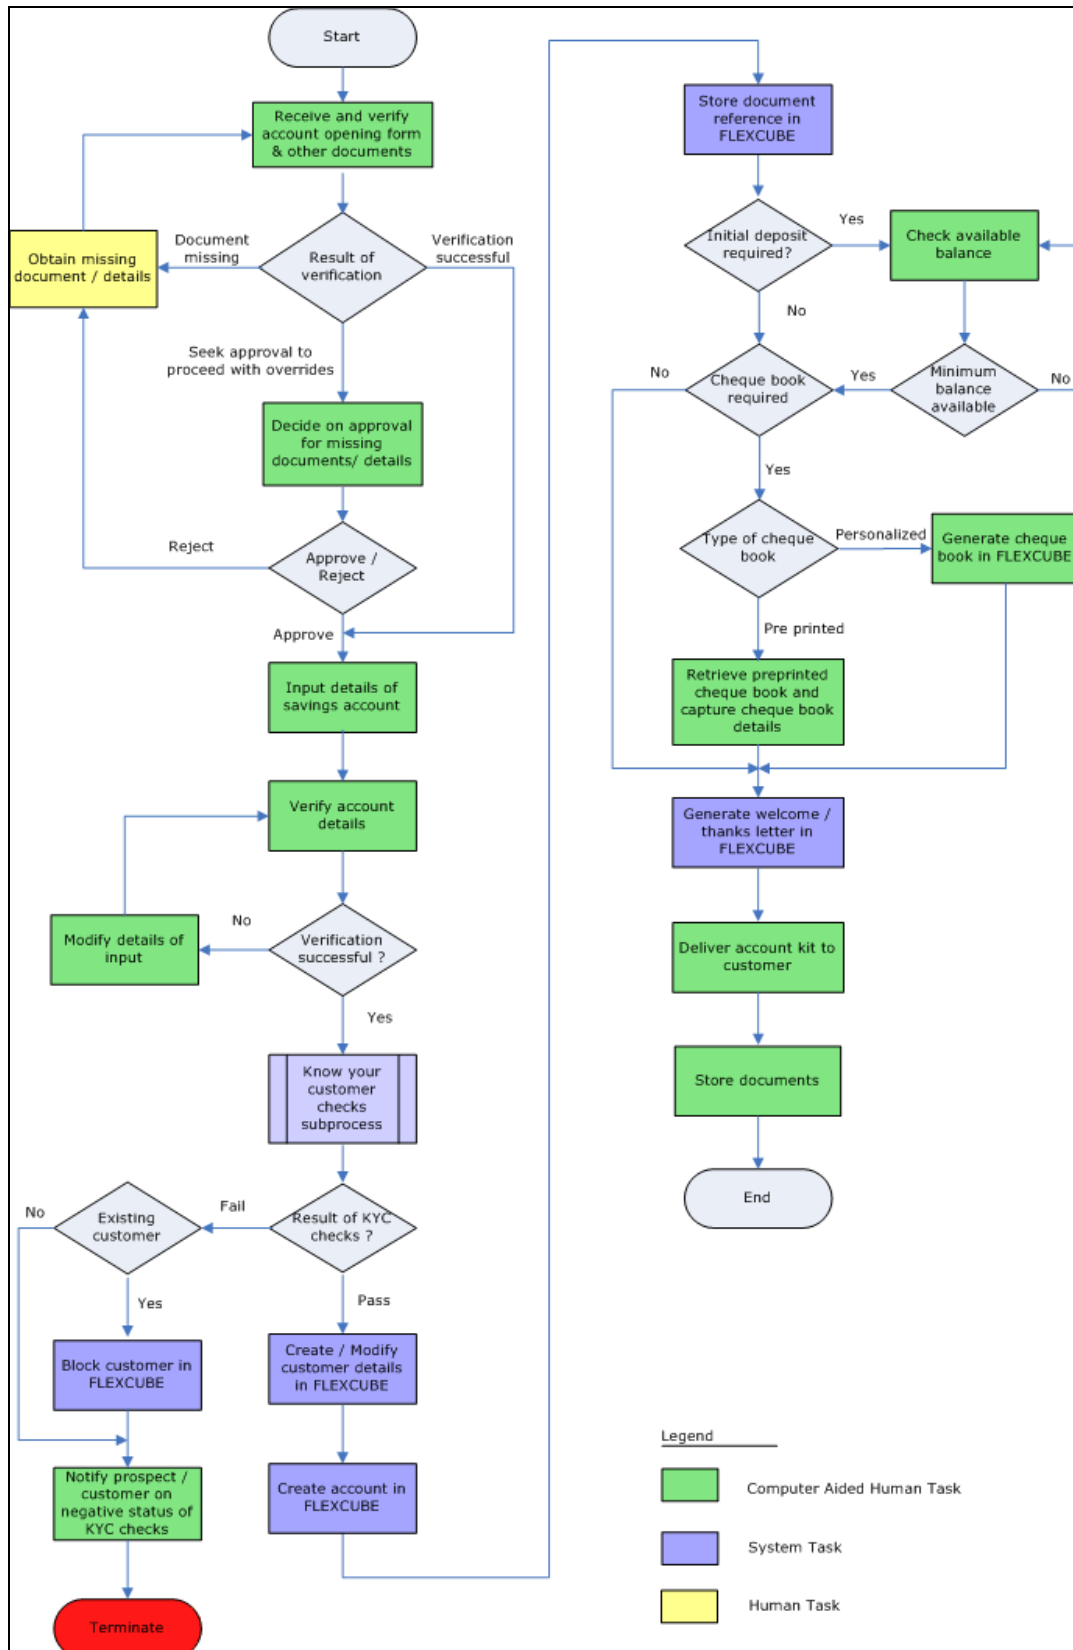 Start
Receive and verify
account opening form
& other documents
Document
missing
Verification
successful
Obtain missing
document / details
Result of
verification
Seek approval to
proceed with overrides
Decide on approval
for missing
documents/ details
Reject
Approve /
Reject
Approve
Input details of
savings account
Verify account
details
No
Modify details of
input
Verification
successful ?
Yes
Know your
customer
checks
subprocess
No
Existing
customer
Fail
Result of KYC
checks ?
Yes
Pass
Block customer in
FLEXCUBE
Create / Modify
customer details
in FLEXCUBE
Notify prospect /
customer on
negative status of
KYC checks
Create account in
FLEXCUBE
Terminate
Store document
reference in
FLEXCUBE
Initial deposit
required?
Yes
Check available
balance
No
No
Cheque book
required
Yes
Minimum
balance
available
No
Yes
Type of cheque
book
Personalized
Generate cheque
book in FLEXCUBE
Pre printed
Retrieve preprinted
cheque book and
capture cheque book
details
Generate welcome /
thanks letter in
FLEXCUBE
Deliver account kit to
customer
Store documents
End
Legend
Computer Aided Human Task
System Task
Human Task